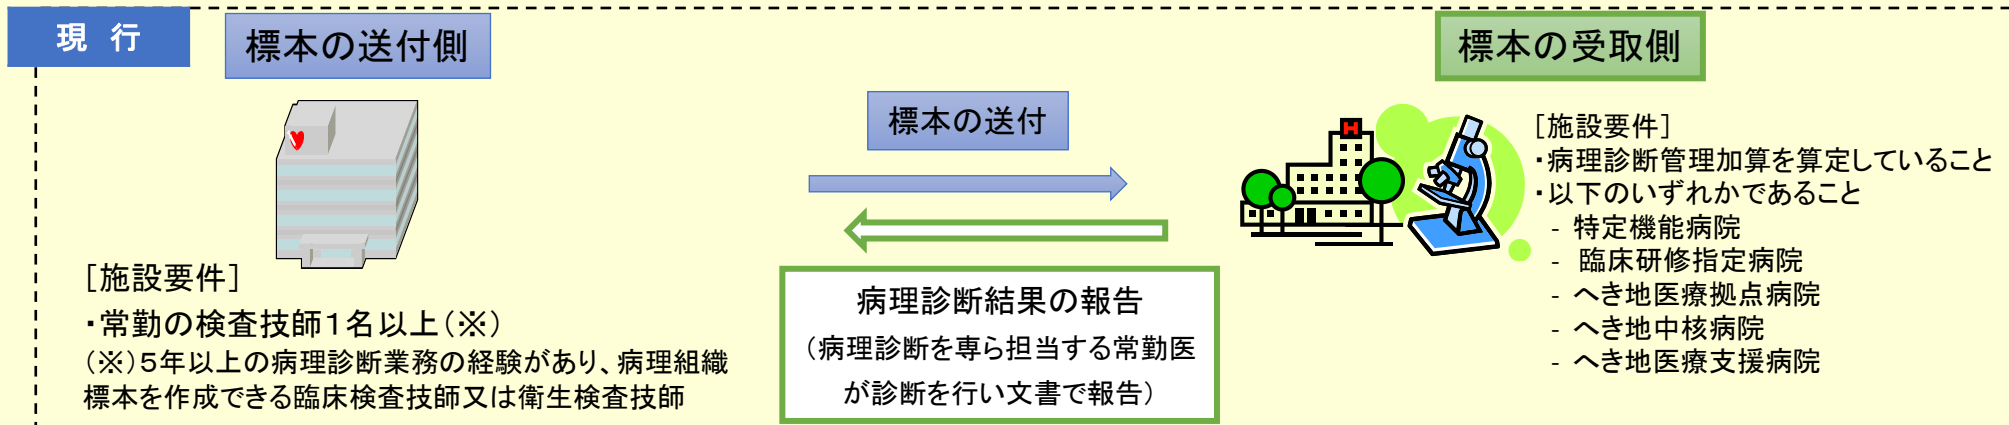 現 行
標本の送付側
[施設要件]
・常勤の検査技師1名以上(※)
(※)5年以上の病理診断業務の経験があり、病理組織
標本を作成できる臨床検査技師又は衛生検査技師
標本の送付
病理診断結果の報告
(病理診断を専ら担当する常勤医
が診断を行い文書で報告)
標本の受取側
H
[施設要件]
・病理診断管理加算を算定していること
・以下のいずれかであること
- 特定機能病院
- 臨床研修指定病院
- へき地医療拠点病院
- へき地中核病院
- へき地医療支援病院